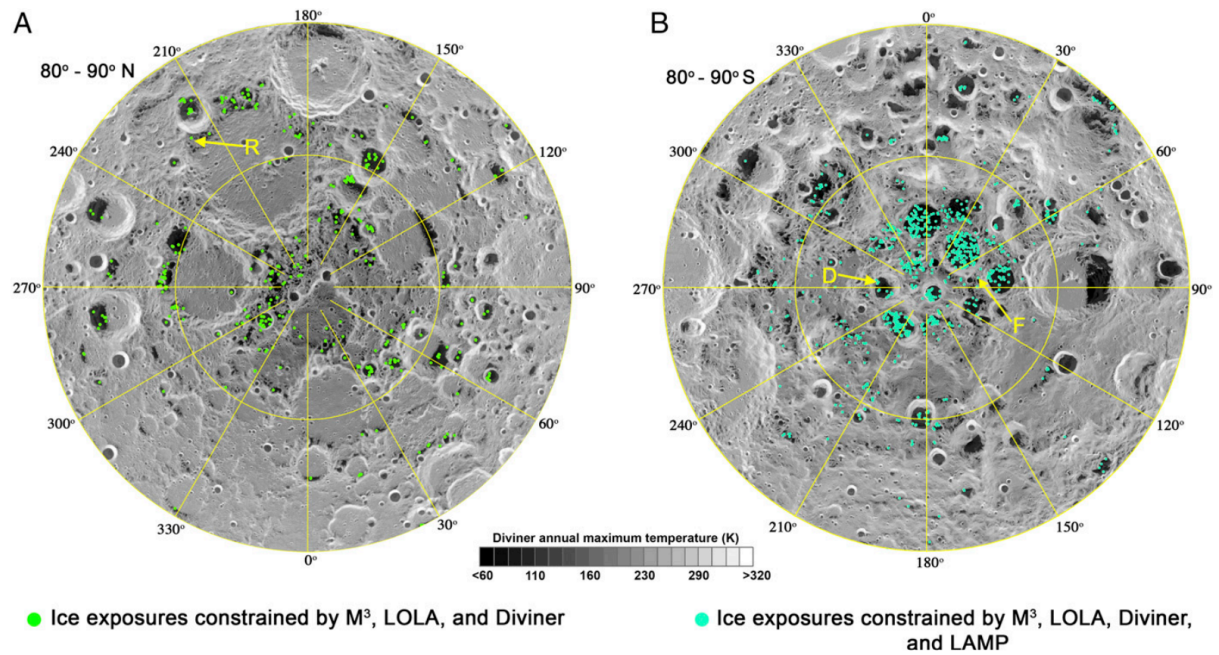 A
80° - 90° N
180°
150°
120°
90°
60°
30°
0°
330°
300°
270°
240°
210°
R
B
80° - 90° S
0°
30°
60°
90°
120°
150°
180°
210°
240°
270°
300°
330°
D
F
Diviner annual maximum temperature (K)
<60 110 160 230 290 >320
Ice exposures constrained by M³, LOLA, and Diviner
Ice exposures constrained by M³, LOLA, Diviner,
and LAMP